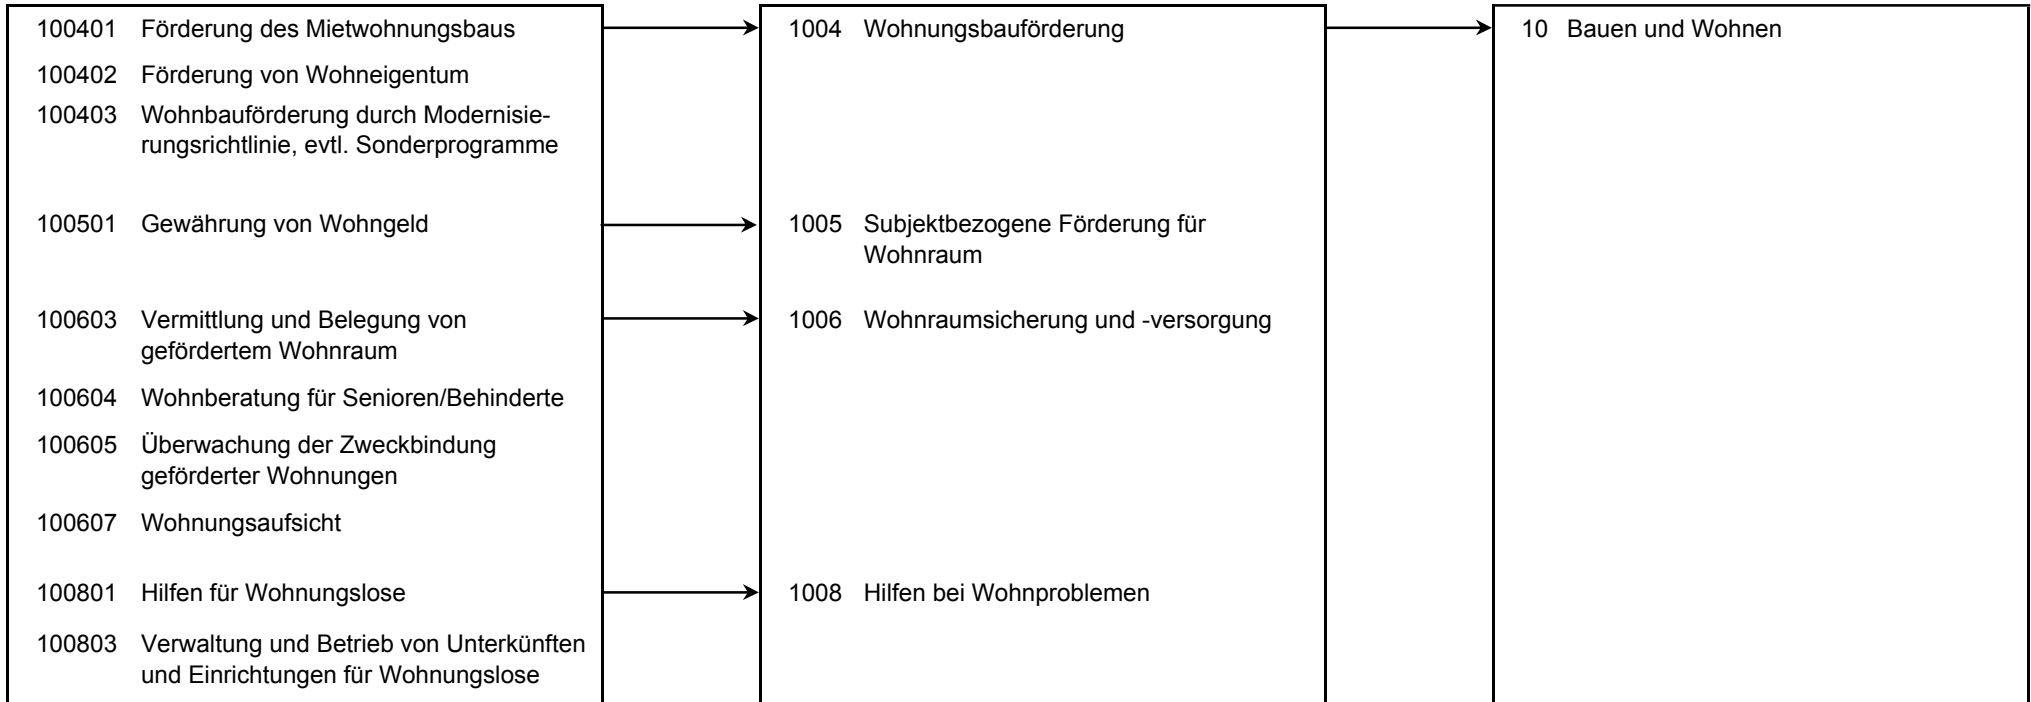 100401 Förderung des Mietwohnungsbaus
100402 Förderung von Wohneigentum
100403 Wohnbauförderung durch Modernisie-
rungsrichtlinie, evtl. Sonderprogramme
100501 Gewährung von Wohngeld
100603 Vermittlung und Belegung von
gefördertem Wohnraum
100604 Wohnberatung für Senioren/Behinderte
100605 Überwachung der Zweckbindung
geförderter Wohnungen
100607 Wohnungsaufsicht
100801 Hilfen für Wohnungslose
100803 Verwaltung und Betrieb von Unterkünften
und Einrichtungen für Wohnungslose
1004 Wohnungsbauförderung
1005 Subjektbezogene Förderung für
Wohnraum
1006 Wohnraumsicherung und -versorgung
1008 Hilfen bei Wohnproblemen
10 Bauen und Wohnen